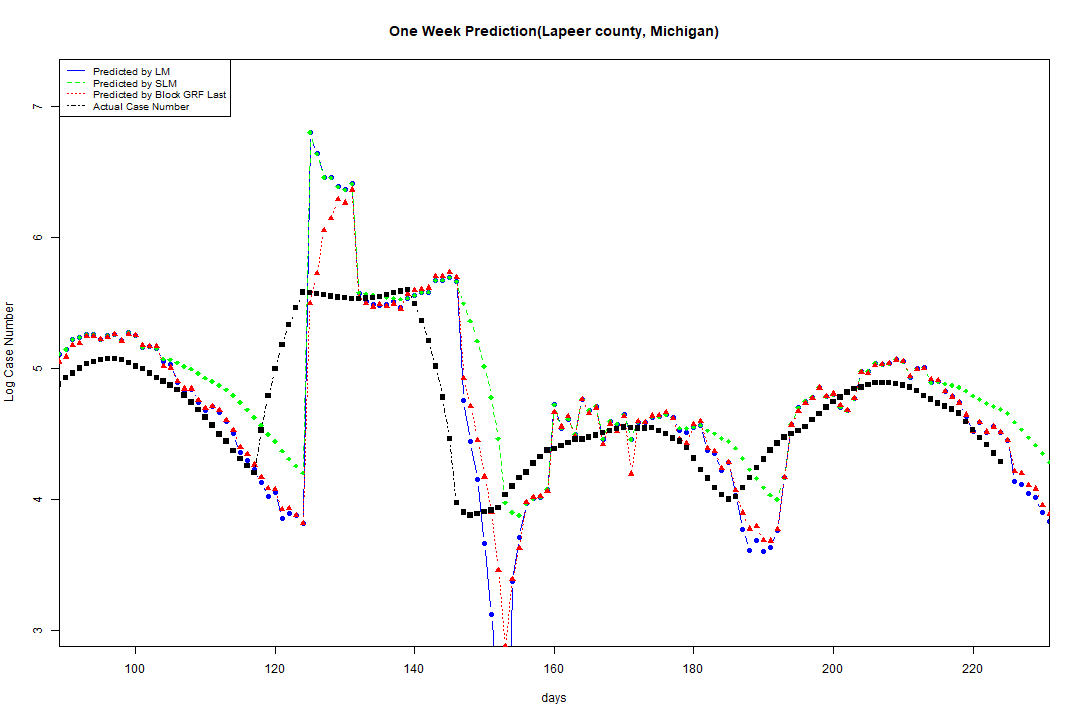 One Week Prediction(Lapeer county, Michigan)
Predicted by LM
Predicted by SLM
Predicted by Block GRF Last
Actual Case Number
7
6
5
4
3
Log Case Number
100 120 140 160 180 200 220
days